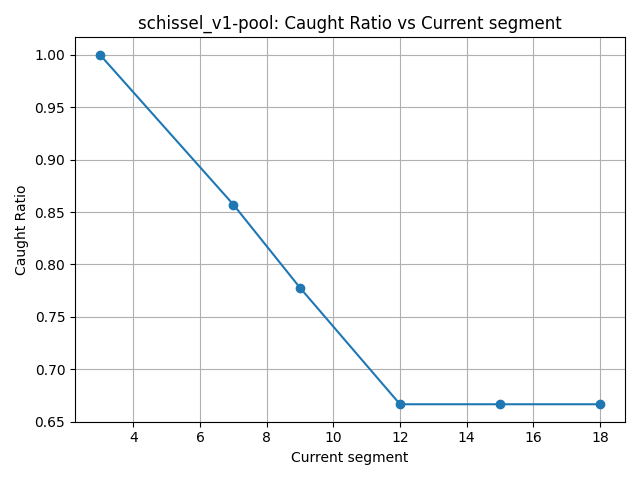 schissel_v1-pool: Caught Ratio vs Current segment
1.00
0.95
0.90
0.85
0.80
0.75
0.70
0.65
Caught Ratio
4 6 8 10 12 14 16 18
Current segment